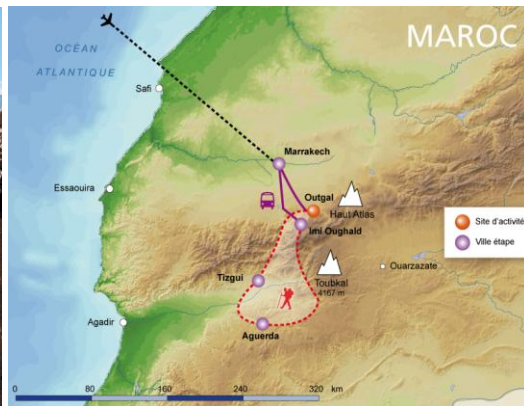 MAROC
OCÉAN
ATLANTIQUE
Safi
Marrakech
Essaouira
Outgal
Haut Atlas
Imi Oughald
Site d'activité
Ville étape
Tizgui
Toubkal
4167 m
Ouarzazate
Agadir
Aguerda
0 80 160 240 320 km